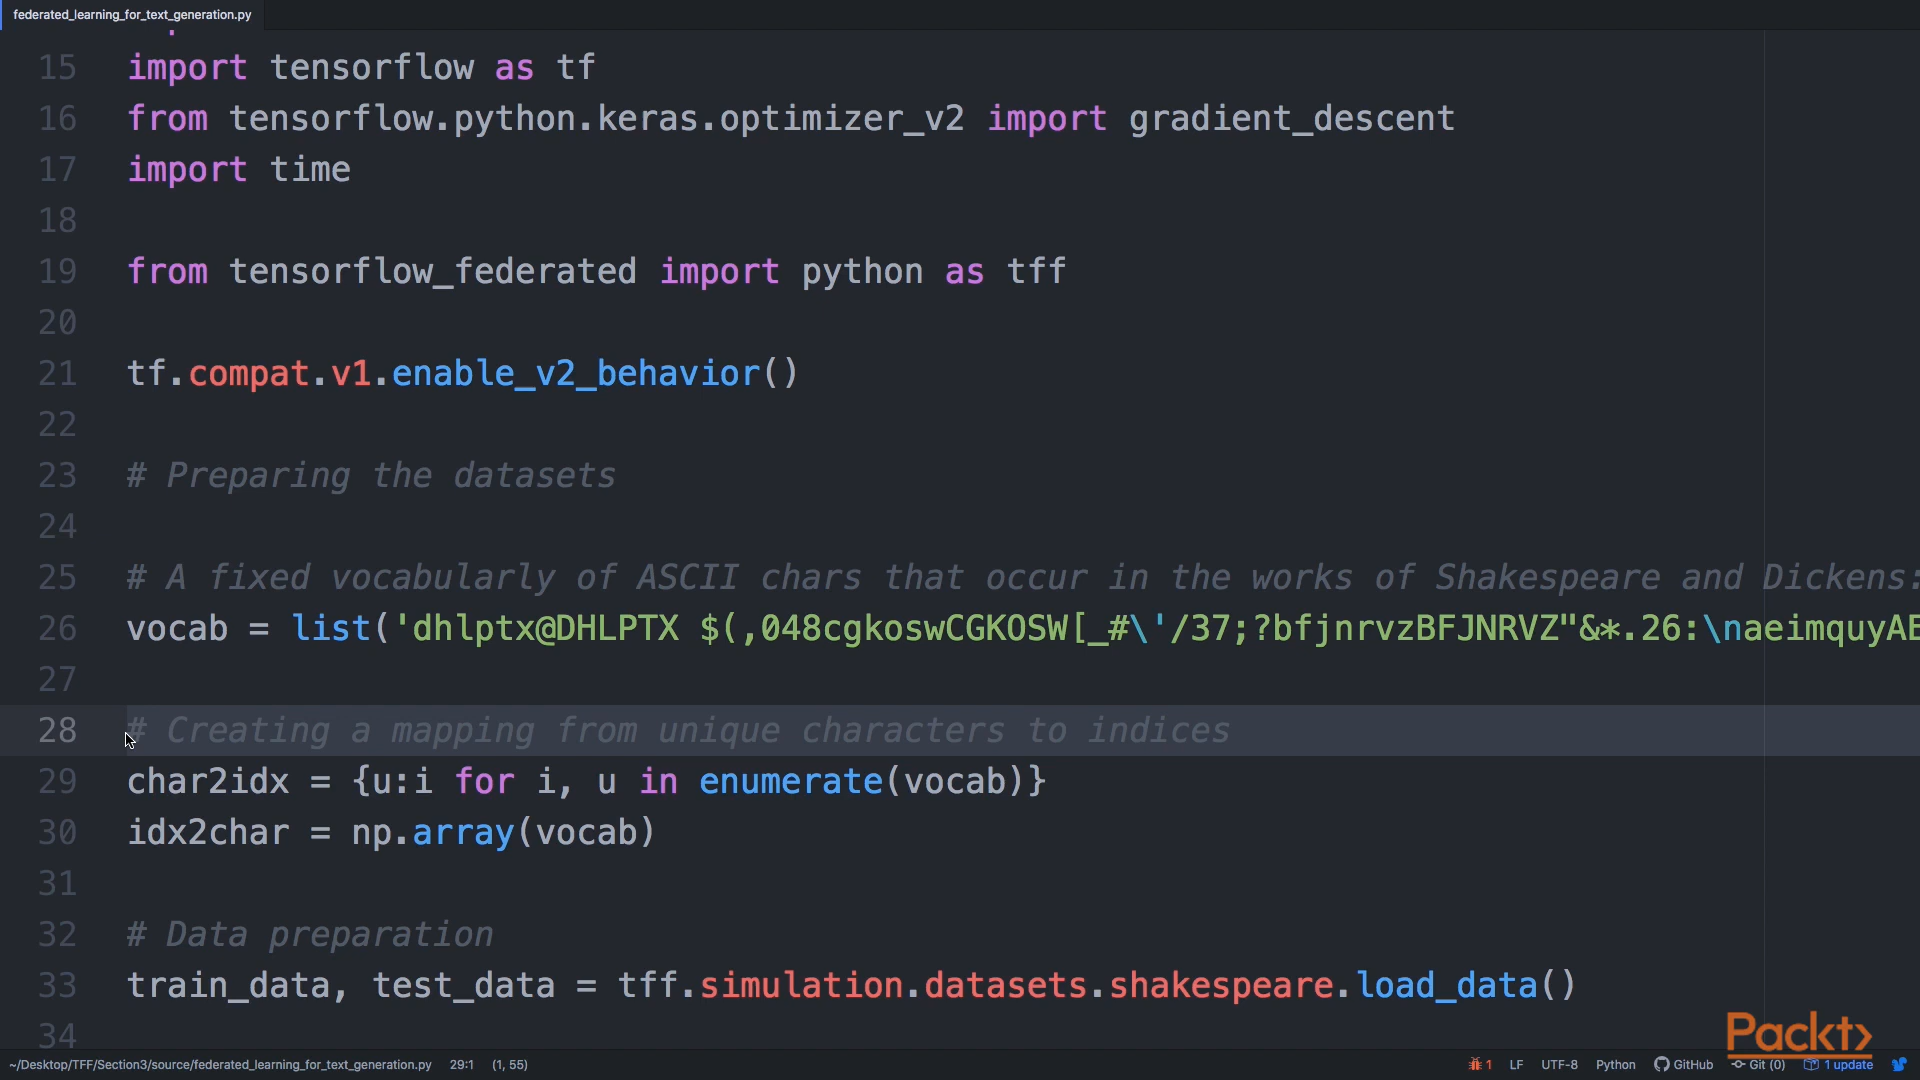 federated_learning_for_text_generation.py
15 import tensorflow as tf
16 from tensorflow.python.keras.optimizer_v2 import gradient_descent
17 import time
18
19 from tensorflow_federated import python as tff
20
21 tf.compat.v1.enable_v2_behavior()
22
23 # Preparing the datasets
24
25 # A fixed vocabularly of ASCII chars that occur in the works of Shakespeare and Dickens:
26 vocab = list('dhlptx@DHLPTX $(,048cgkoswCGKOSW[_#\'/37;?bfjnrvzBFJNRVZ"&*.26:\naeimquyAE
27
28 # Creating a mapping from unique characters to indices
29 char2idx = {u:i for i, u in enumerate(vocab)}
30 idx2char = np.array(vocab)
31
32 # Data preparation
33 train_data, test_data = tff.simulation.datasets.shakespeare.load_data()
34
Packt>
~/Desktop/TFF/Section3/source/federated_learning_for_text_generation.py 29:1 (1, 55) 1 LF UTF-8 Python GitHub Git (0) 1 update